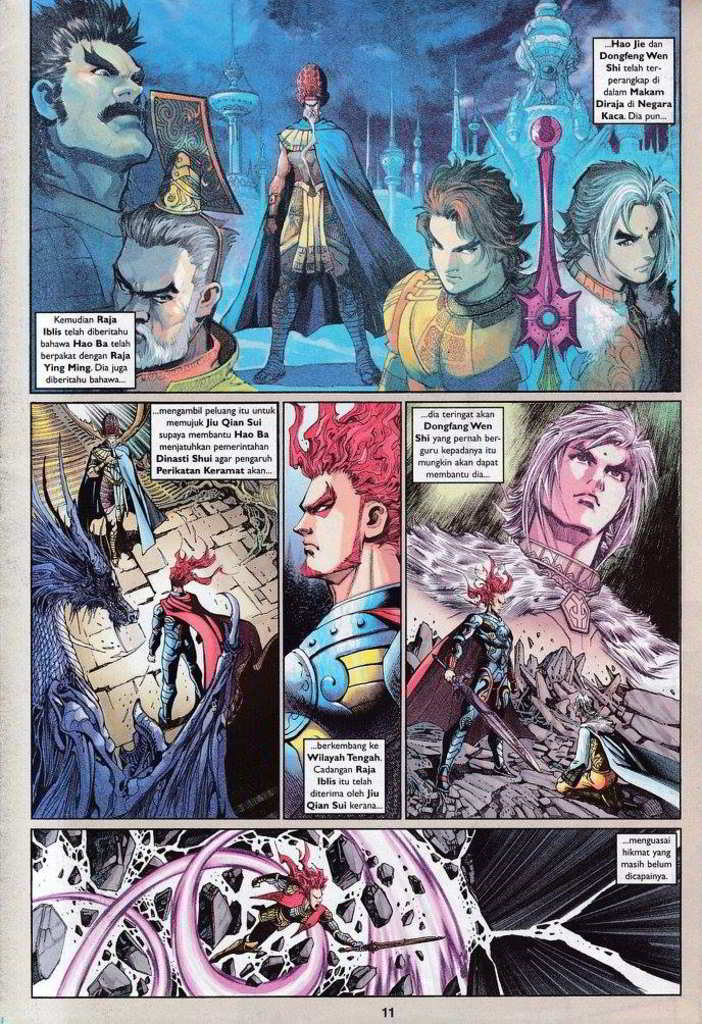 ...Hao Jie dan
Dongfeng Wen
Shi telah ter-
perangkap di
dalam Makam
Diraja di Negara
Kaca. Dia pun...
Kemudian Raja
Iblis telah diberitahu
bahawa Hao Ba telah
berpakat dengan Raja
Ying Ming. Dia juga
diberitahu bahawa...
...mengambil peluang itu untuk
memujuk Jiu Qian Sui
supaya membantu Hao Ba
menjatuhkan pemerintahan
Dinasti Shui agar pengaruh
Perikatan Keramat akan...
...berkembang ke
Wilayah Tengah.
Cadangan Raja
Iblis itu telah
diterima oleh Jiu
Qian Sui kerana...
...dia teringat akan
Dongfang Wen
Shi yang pernah ber-
guru kepadanya itu
mungkin akan dapat
membantu dia...
...menguasai
hikmat yang
masih belum
dicapainya.
11